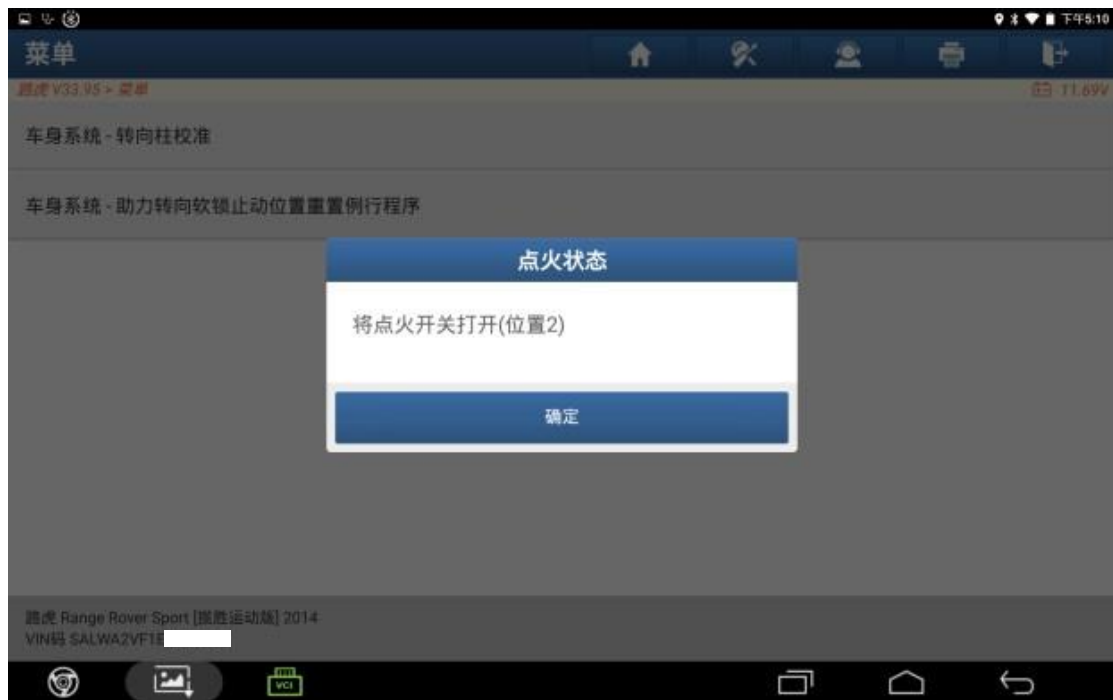 下午5:10
菜单
路虎 V33.95 > 菜单
11.69V
车身系统 - 转向柱校准
车身系统 - 助力转向软锁止动位置重置例行程序
点火状态
将点火开关打开(位置2)
确定
路虎 Range Rover Sport [揽胜运动版] 2014
VIN码 SALWA2VF1E
VCI